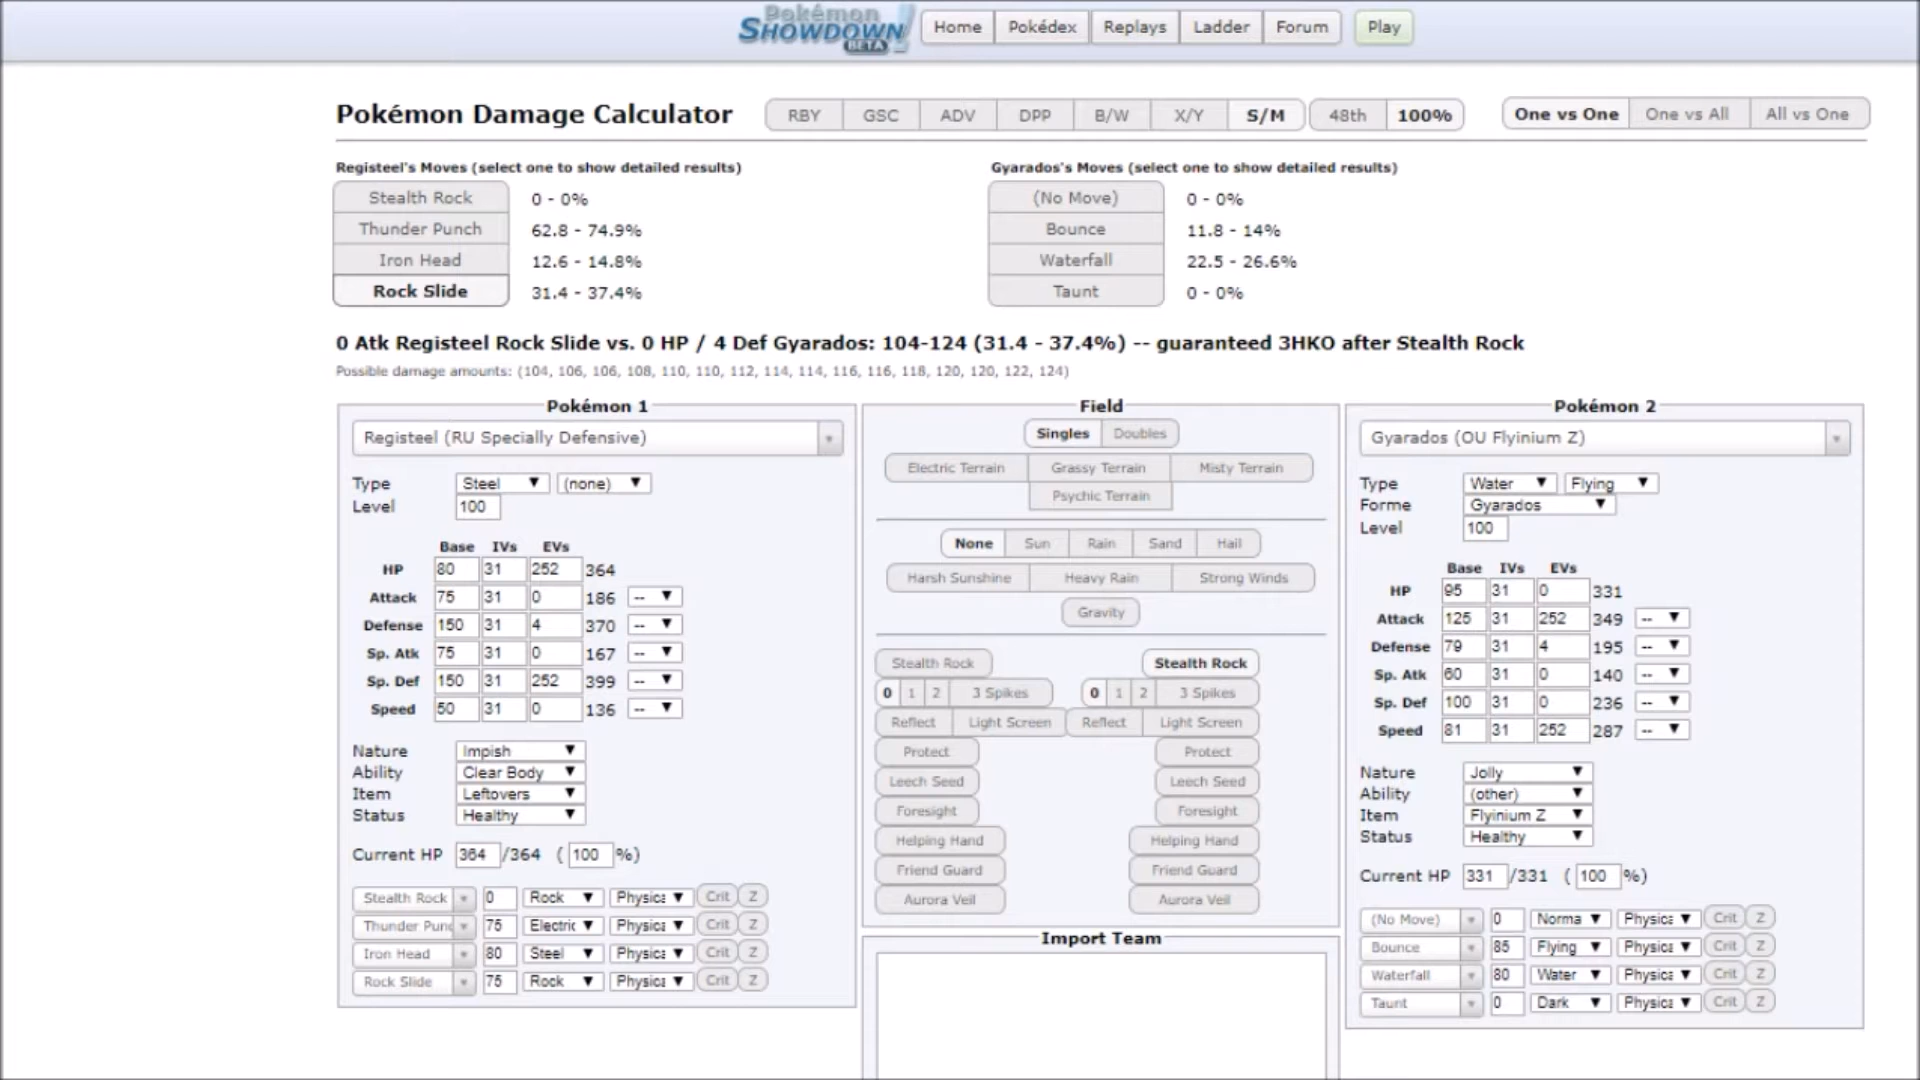 Pokémon
SHOWDOWN!
BETA
Home Pokédex Replays Ladder Forum Play
Pokémon Damage Calculator RBY GSC ADV DPP B/W X/Y S/M 48th 100% One vs One One vs All All vs One
Registeel's Moves (select one to show detailed results)
Stealth Rock 0 - 0%
Thunder Punch 62.8 - 74.9%
Iron Head 12.6 - 14.8%
Rock Slide 31.4 - 37.4%
Gyarados's Moves (select one to show detailed results)
(No Move) 0 - 0%
Bounce 11.8 - 14%
Waterfall 22.5 - 26.6%
Taunt 0 - 0%
0 Atk Registeel Rock Slide vs. 0 HP / 4 Def Gyarados: 104-124 (31.4 - 37.4%) -- guaranteed 3HKO after Stealth Rock
Possible damage amounts: (104, 106, 106, 108, 110, 110, 112, 114, 114, 116, 116, 118, 120, 120, 122, 124)
Pokémon 1
Registeel (RU Specially Defensive)
Type Steel (none)
Level 100
Base IVs EVs
HP 80 31 252 364
Attack 75 31 0 186 --
Defense 150 31 4 370 --
Sp. Atk 75 31 0 167 --
Sp. Def 150 31 252 399 --
Speed 50 31 0 136 --
Nature Impish
Ability Clear Body
Item Leftovers
Status Healthy
Current HP 364 /364 ( 100 %)
Stealth Rock 0 Rock Physica Crit Z
Thunder Punc 75 Electric Physica Crit Z
Iron Head 80 Steel Physica Crit Z
Rock Slide 75 Rock Physica Crit Z
Field
Singles Doubles
Electric Terrain Grassy Terrain Misty Terrain
Psychic Terrain
None Sun Rain Sand Hail
Harsh Sunshine Heavy Rain Strong Winds
Gravity
Stealth Rock Stealth Rock
0 1 2 3 Spikes 0 1 2 3 Spikes
Reflect Light Screen Reflect Light Screen
Protect Protect
Leech Seed Leech Seed
Foresight Foresight
Helping Hand Helping Hand
Friend Guard Friend Guard
Aurora Veil Aurora Veil
Import Team
Pokémon 2
Gyarados (OU Flyinium Z)
Type Water Flying
Forme Gyarados
Level 100
Base IVs EVs
HP 95 31 0 331
Attack 125 31 252 349 --
Defense 79 31 4 195 --
Sp. Atk 60 31 0 140 --
Sp. Def 100 31 0 236 --
Speed 81 31 252 287 --
Nature Jolly
Ability (other)
Item Flyinium Z
Status Healthy
Current HP 331 /331 ( 100 %)
(No Move) 0 Norma Physica Crit Z
Bounce 85 Flying Physica Crit Z
Waterfall 80 Water Physica Crit Z
Taunt 0 Dark Physica Crit Z